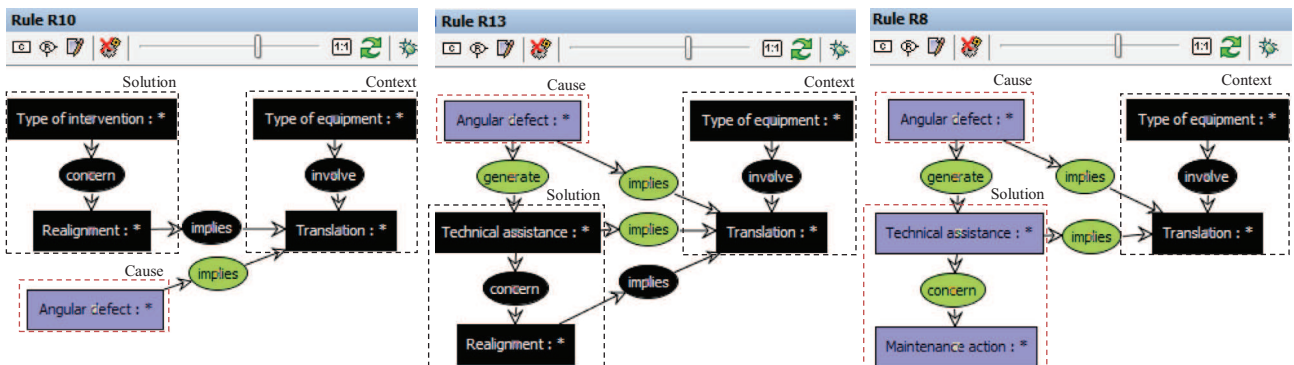 Rule R10
C R 1:1
Solution
Context
Type of intervention : *
Type of equipment : *
concern
involve
Realignment : *
implies
Translation : *
Cause
implies
Angular defect : *
Rule R13
C R 1:1
Cause
Context
Angular defect : *
Type of equipment : *
generate
implies
involve
Solution
Technical assistance : *
implies
Translation : *
concern
implies
Realignment : *
Rule R8
C R 1:1
Cause
Context
Angular defect : *
Type of equipment : *
generate
implies
involve
Solution
Technical assistance : *
implies
Translation : *
concern
Maintenance action : *